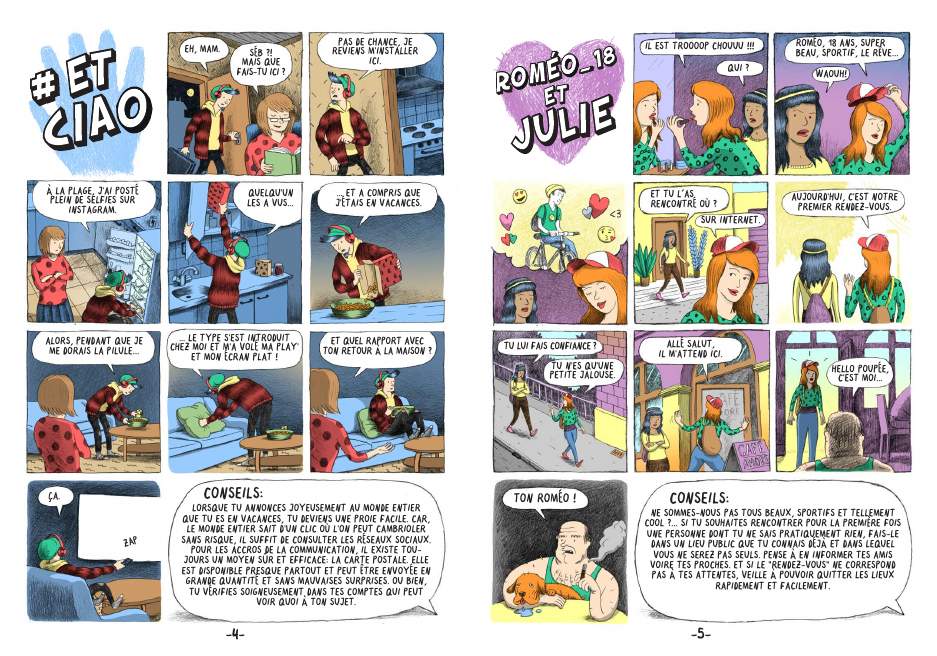 # ET
CIAO
EH, MAM.
SÉB ?!
MAIS QUE
FAIS-TU ICI ?
PAS DE CHANCE, JE
REVIENS M'INSTALLER
ICI.
À LA PLAGE, J'AI POSTÉ
PLEIN DE SELFIES SUR
INSTAGRAM.
QUELQU'UN
LES A VUS...
... ET A COMPRIS QUE
J'ÉTAIS EN VACANCES.
ALORS, PENDANT QUE JE
ME DORAIS LA PILULE...
... LE TYPE S'EST INTRODUIT
CHEZ MOI ET M'A VOLÉ MA PLAY'
ET MON ÉCRAN PLAT !
ET QUEL RAPPORT AVEC
TON RETOUR À LA MAISON ?
ÇA.
ZAP
CONSEILS:
LORSQUE TU ANNONCES JOYEUSEMENT AU MONDE ENTIER
QUE TU ES EN VACANCES, TU DEVIENS UNE PROIE FACILE. CAR,
LE MONDE ENTIER SAIT D'UN CLIC OÙ L'ON PEUT CAMBRIOLER
SANS RISQUE, IL SUFFIT DE CONSULTER LES RÉSEAUX SOCIAUX.
POUR LES ACCROS DE LA COMMUNICATION, IL EXISTE TOU-
JOURS UN MOYEN SÛR ET EFFICACE: LA CARTE POSTALE. ELLE
EST DISPONIBLE PRESQUE PARTOUT ET PEUT ÊTRE ENVOYÉE EN
GRANDE QUANTITÉ ET SANS MAUVAISES SURPRISES. OU BIEN,
TU VÉRIFIES SOIGNEUSEMENT DANS TES COMPTES QUI PEUT
VOIR QUOI À TON SUJET.
-4-
ROMÉO_18
ET
JULIE
IL EST TROOOOP CHOUU !!!
QUI ?
ROMÉO, 18 ANS, SUPER
BEAU, SPORTIF, LE RÊVE...
WAOUH!
<3
ET TU L'AS
RENCONTRÉ OÙ ?
SUR INTERNET.
AUJOURD'HUI, C'EST NOTRE
PREMIER RENDEZ-VOUS.
TU LUI FAIS CONFIANCE ?
TU N'ES QU'UNE
PETITE JALOUSE.
ALLÉ SALUT,
IL M'ATTEND ICI.
HELLO POUPÉE,
C'EST MOI...
TON ROMÉO !
CONSEILS:
NE SOMMES-NOUS PAS TOUS BEAUX, SPORTIFS ET TELLEMENT
COOL ?... SI TU SOUHAITES RENCONTRER POUR LA PREMIÈRE FOIS
UNE PERSONNE DONT TU NE SAIS PRATIQUEMENT RIEN, FAIS-LE
DANS UN LIEU PUBLIC QUE TU CONNAIS DÉJÀ ET DANS LEQUEL
VOUS NE SEREZ PAS SEULS. PENSE À EN INFORMER TES AMIS
VOIRE TES PROCHES. ET SI LE "RENDEZ-VOUS" NE CORRESPOND
PAS À TES ATTENTES, VEILLE À POUVOIR QUITTER LES LIEUX
RAPIDEMENT ET FACILEMENT.
-5-